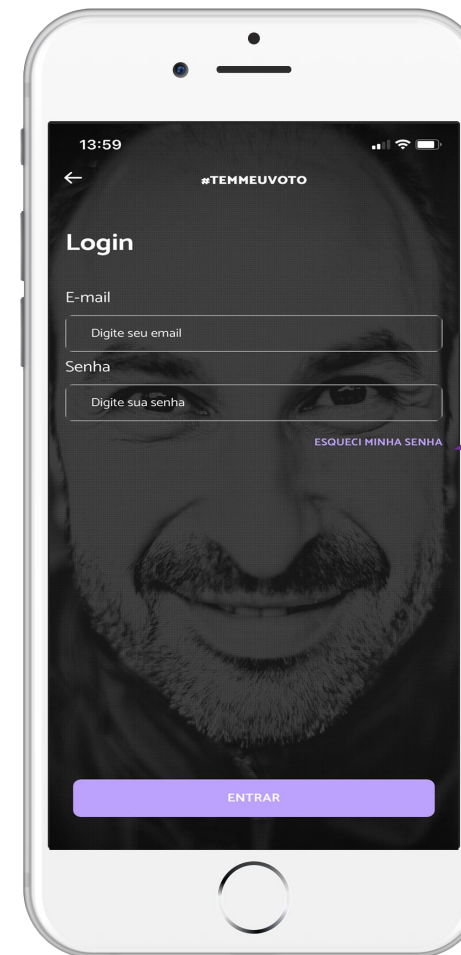 13:59
#TEMMEUVOTO
Login
E-mail
Digite seu email
Senha
Digite sua senha
ESQUECI MINHA SENHA
ENTRAR